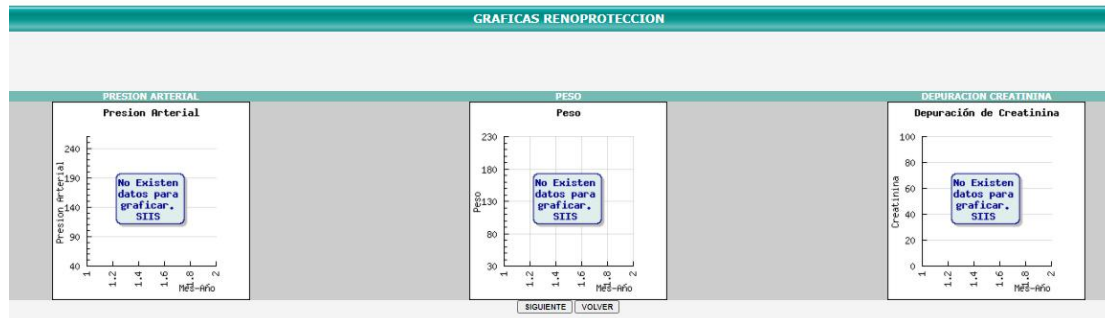 GRAFICAS RENOPROTECCION
PRESION ARTERIAL
PESO
DEPURACION CREATININA
Presion Arterial
Presion Arterial
240
190
140
90
40
No Existen
datos para
graficar.
SIIS
1
1.2
1.4
1.6
1.8
2
Mes-Año
Peso
Peso
230
180
130
80
30
No Existen
datos para
graficar.
SIIS
1
1.2
1.4
1.6
1.8
2
Mes-Año
Depuración de Creatinina
Creatinina
100
80
60
40
20
0
No Existen
datos para
graficar.
SIIS
1
1.2
1.4
1.6
1.8
2
Mes-Año
SIGUIENTE
VOLVER